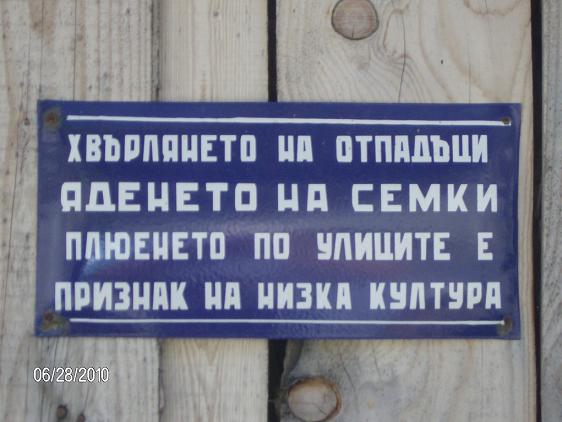 ХВЪРЛЯНЕТО НА ОТПАДЪЦИ
ЯДЕНЕТО НА СЕМКИ
ПЛЮЕНЕТО ПО УЛИЦИТЕ Е
ПРИЗНАК НА НИЗКА КУЛТУРА
06/28/2010